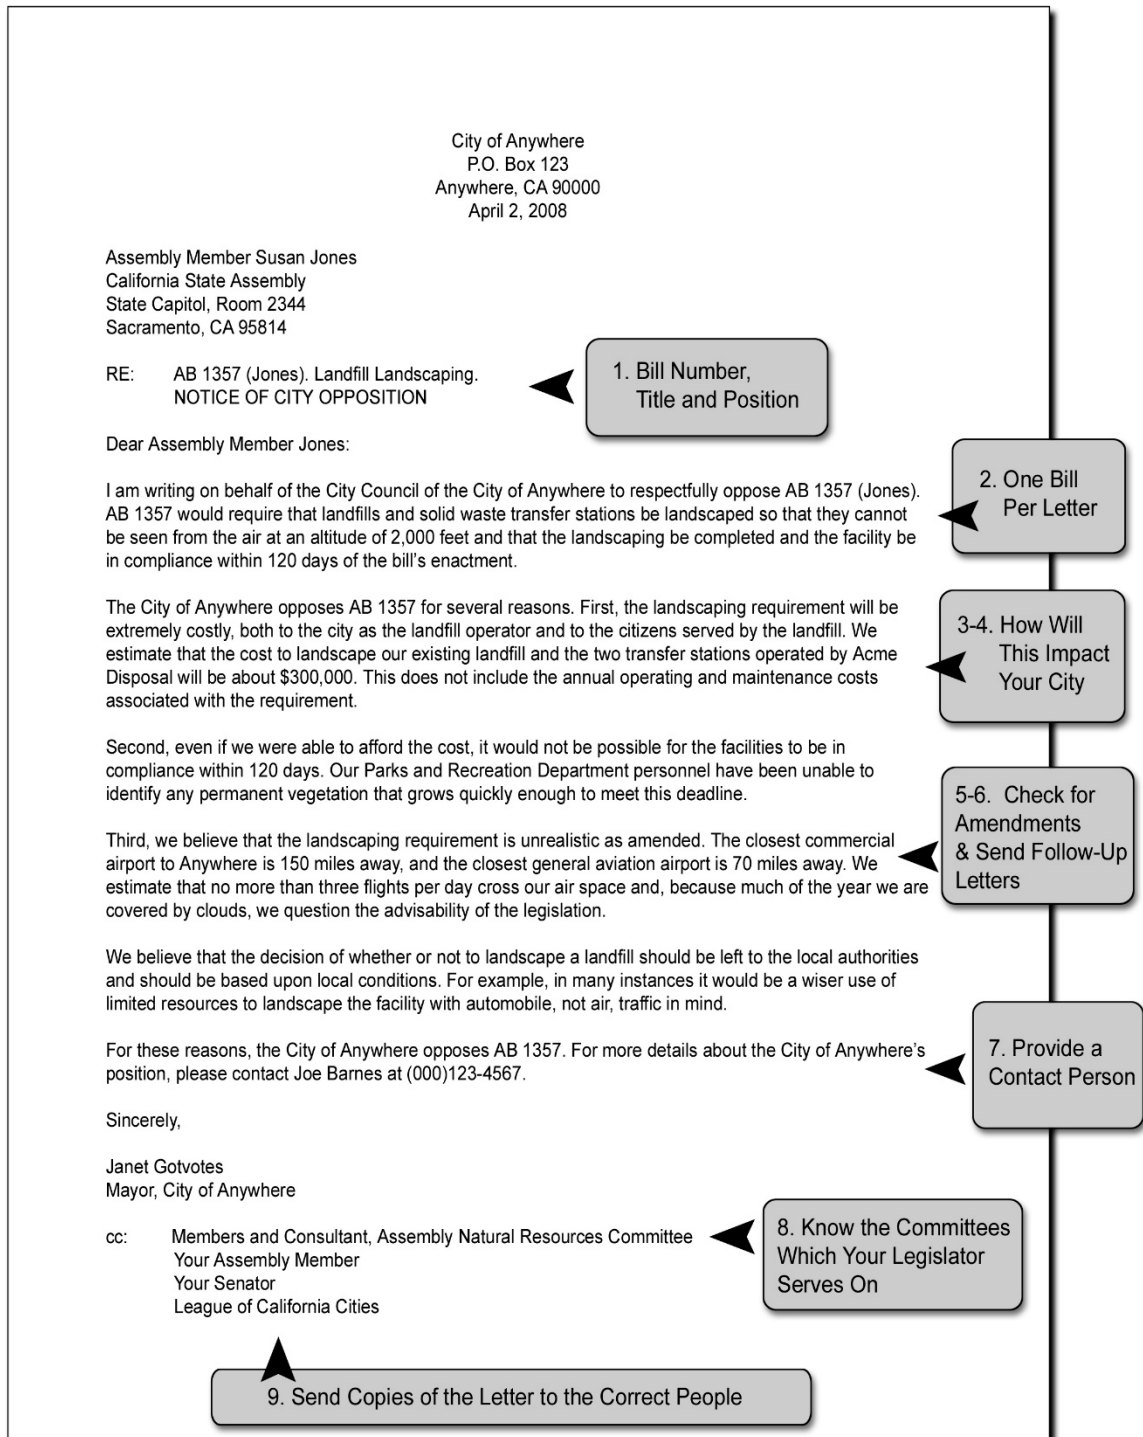 City of Anywhere
P.O. Box 123
Anywhere, CA 90000
April 2, 2008
Assembly Member Susan Jones
California State Assembly
State Capitol, Room 2344
Sacramento, CA 95814
RE: AB 1357 (Jones). Landfill Landscaping.
NOTICE OF CITY OPPOSITION
1. Bill Number,
Title and Position
Dear Assembly Member Jones:
I am writing on behalf of the City Council of the City of Anywhere to respectfully oppose AB 1357 (Jones).
AB 1357 would require that landfills and solid waste transfer stations be landscaped so that they cannot
be seen from the air at an altitude of 2,000 feet and that the landscaping be completed and the facility be
in compliance within 120 days of the bill's enactment.
2. One Bill
Per Letter
The City of Anywhere opposes AB 1357 for several reasons. First, the landscaping requirement will be
extremely costly, both to the city as the landfill operator and to the citizens served by the landfill. We
estimate that the cost to landscape our existing landfill and the two transfer stations operated by Acme
Disposal will be about $300,000. This does not include the annual operating and maintenance costs
associated with the requirement.
3-4. How Will
This Impact
Your City
Second, even if we were able to afford the cost, it would not be possible for the facilities to be in
compliance within 120 days. Our Parks and Recreation Department personnel have been unable to
identify any permanent vegetation that grows quickly enough to meet this deadline.
Third, we believe that the landscaping requirement is unrealistic as amended. The closest commercial
airport to Anywhere is 150 miles away, and the closest general aviation airport is 70 miles away. We
estimate that no more than three flights per day cross our air space and, because much of the year we are
covered by clouds, we question the advisability of the legislation.
5-6. Check for
Amendments
& Send Follow-Up
Letters
We believe that the decision of whether or not to landscape a landfill should be left to the local authorities
and should be based upon local conditions. For example, in many instances it would be a wiser use of
limited resources to landscape the facility with automobile, not air, traffic in mind.
For these reasons, the City of Anywhere opposes AB 1357. For more details about the City of Anywhere's
position, please contact Joe Barnes at (000)123-4567.
7. Provide a
Contact Person
Sincerely,
Janet Gotvotes
Mayor, City of Anywhere
cc: Members and Consultant, Assembly Natural Resources Committee
Your Assembly Member
Your Senator
League of California Cities
8. Know the Committees
Which Your Legislator
Serves On
9. Send Copies of the Letter to the Correct People